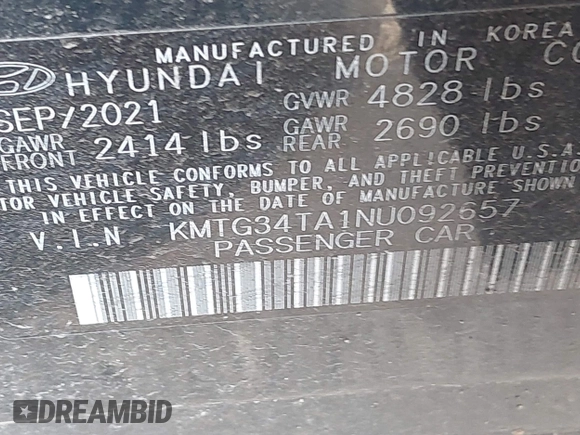 MANUFACTURED IN KOREA
HYUNDAI MOTOR CO
SEP/2021 GVWR 4828 lbs
GAWR FRONT 2414 lbs GAWR REAR 2690 lbs
THIS VEHICLE CONFORMS TO ALL APPLICABLE U.S.A.
MOTOR VEHICLE SAFETY, BUMPER, AND THEFT PREVENTION
IN EFFECT ON THE DATE OF MANUFACTURE SHOWN
V.I.N KMTG34TA1NU092657
PASSENGER CAR
DREAMBID